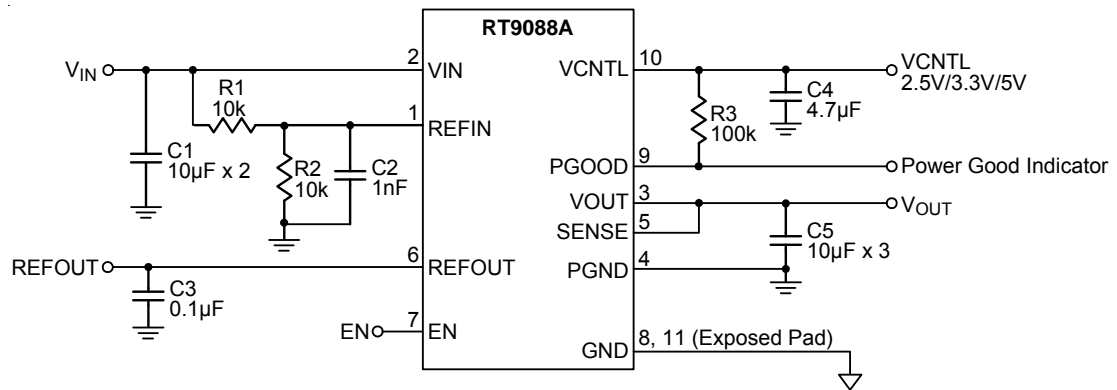 RT9088A
VIN
2
VIN
VCNTL
10
VCNTL
2.5V/3.3V/5V
R1
10k
1
REFIN
R3
100k
C4
4.7µF
C1
10µF x 2
R2
10k
C2
1nF
PGOOD
9
Power Good Indicator
VOUT
3
VOUT
SENSE
5
C5
10µF x 3
REFOUT
6
REFOUT
PGND
4
C3
0.1µF
EN
7
EN
GND
8, 11 (Exposed Pad)